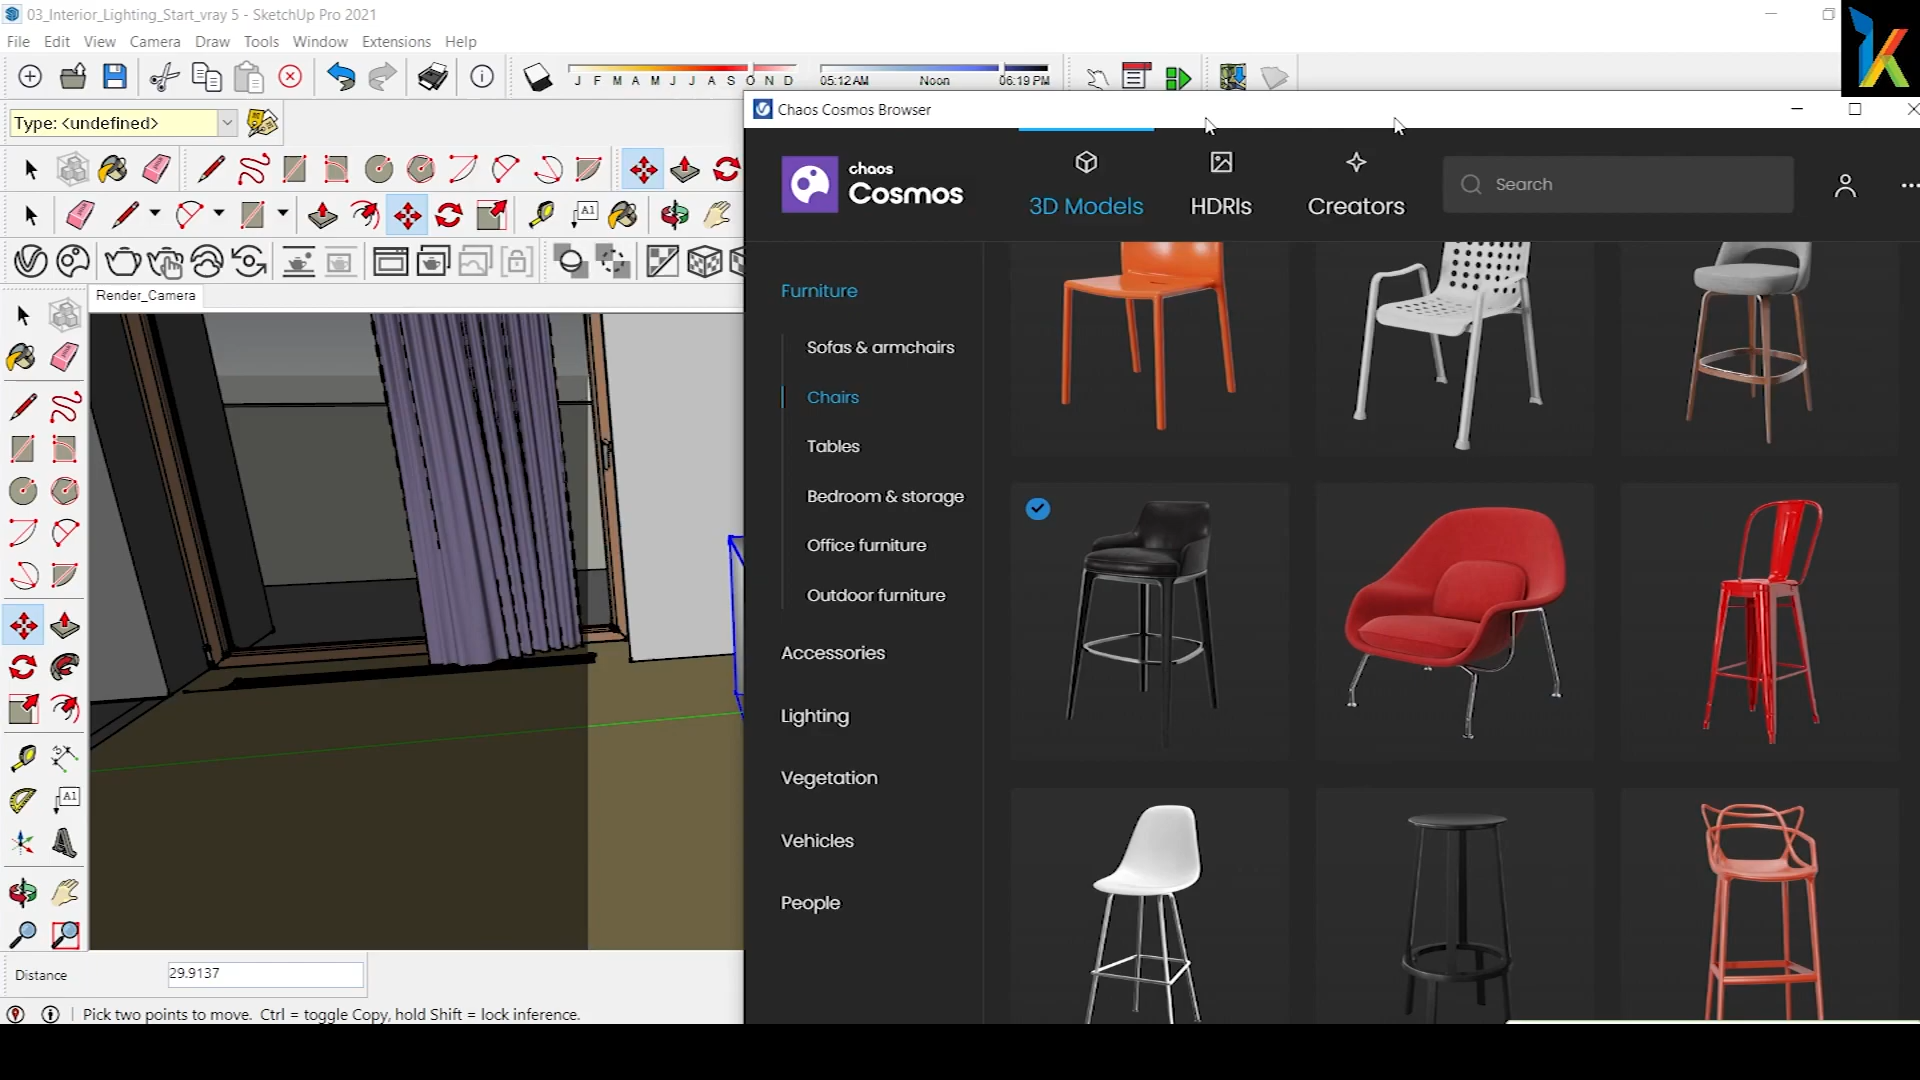 03_Interior_Lighting_Start_vray 5 - SketchUp Pro 2021
File Edit View Camera Draw Tools Window Extensions Help
J F M A M J J A S O N D
05:12 AM Noon 06:19 PM
Type: <undefined>
Chaos Cosmos Browser
chaos
Cosmos
3D Models
HDRIs
Creators
Search
A1
Render_Camera
Furniture
Sofas & armchairs
Chairs
Tables
Bedroom & storage
Office furniture
Outdoor furniture
Accessories
Lighting
Vegetation
Vehicles
People
A1
Distance 29.9137
Pick two points to move. Ctrl = toggle Copy, hold Shift = lock inference.